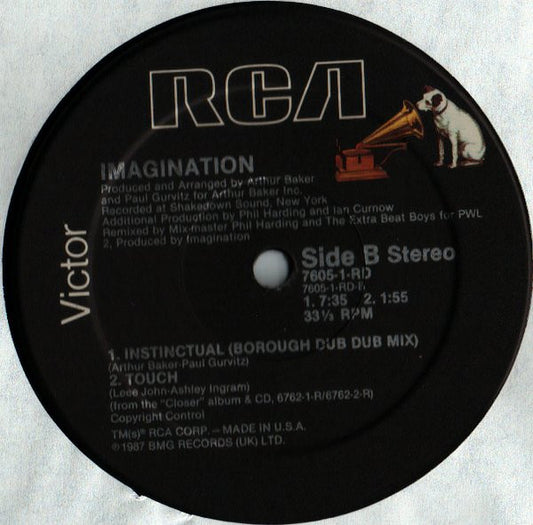 RCA
Victor
IMAGINATION
Produced and Arranged by Arthur Baker
and Paul Gurvitz for Arthur Baker Inc.
Recorded at Shakedown Sound, New York
Additional Production by Phil Harding and Ian Curnow
Remixed by Mix-master Phil Harding and The Extra Beat Boys for PWL
2, Produced by Imagination
Side B Stereo
7605-1-RD
7605-1-RD-B
1. 7:35 2. 1:55
33⅓ RPM
1. INSTINCTUAL (BOROUGH DUB DUB MIX)
(Arthur Baker-Paul Gurvitz)
2. TOUCH
(Leee John-Ashley Ingram)
(from the "Closer" album & CD, 6762-1-R/6762-2-R)
Copyright Control
TM(s)® RCA CORP. – MADE IN U.S.A.
℗1987 BMG RECORDS (UK) LTD.